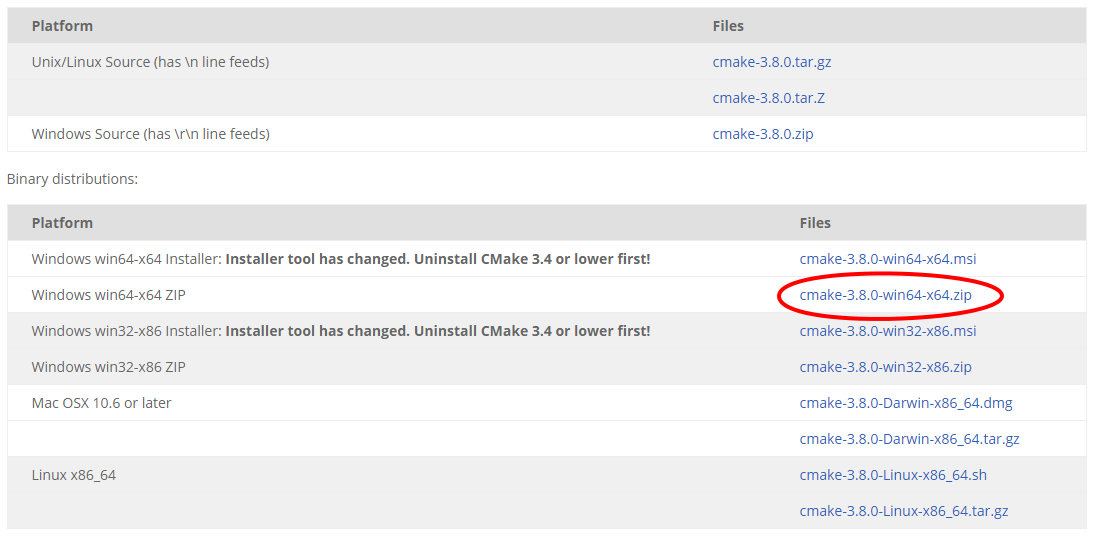 Platform Files
Unix/Linux Source (has \n line feeds) cmake-3.8.0.tar.gz
cmake-3.8.0.tar.Z
Windows Source (has \r\n line feeds) cmake-3.8.0.zip
Binary distributions:
Platform Files
Windows win64-x64 Installer: Installer tool has changed. Uninstall CMake 3.4 or lower first! cmake-3.8.0-win64-x64.msi
Windows win64-x64 ZIP cmake-3.8.0-win64-x64.zip
Windows win32-x86 Installer: Installer tool has changed. Uninstall CMake 3.4 or lower first! cmake-3.8.0-win32-x86.msi
Windows win32-x86 ZIP cmake-3.8.0-win32-x86.zip
Mac OSX 10.6 or later cmake-3.8.0-Darwin-x86_64.dmg
cmake-3.8.0-Darwin-x86_64.tar.gz
Linux x86_64 cmake-3.8.0-Linux-x86_64.sh
cmake-3.8.0-Linux-x86_64.tar.gz